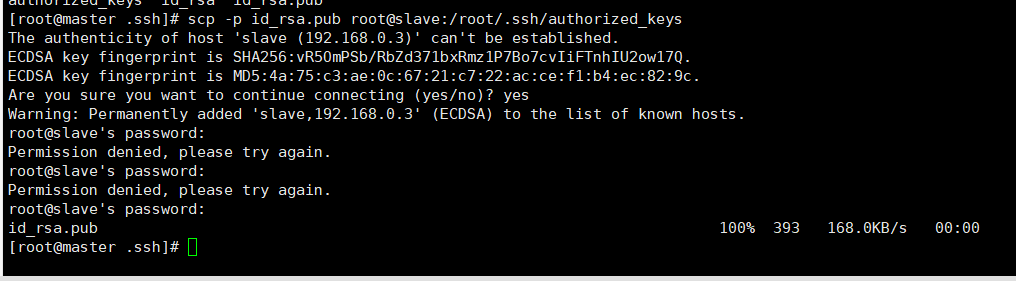 authorized_keys id_rsa id_rsa.pub
[root@master .ssh]# scp -p id_rsa.pub root@slave:/root/.ssh/authorized_keys
The authenticity of host 'slave (192.168.0.3)' can't be established.
ECDSA key fingerprint is SHA256:vR5OmPSb/RbZd371bxRmz1P7Bo7cvIiFTnhIU2ow17Q.
ECDSA key fingerprint is MD5:4a:75:c3:ae:0c:67:21:c7:22:ac:ce:f1:b4:ec:82:9c.
Are you sure you want to continue connecting (yes/no)? yes
Warning: Permanently added 'slave,192.168.0.3' (ECDSA) to the list of known hosts.
root@slave's password:
Permission denied, please try again.
root@slave's password:
Permission denied, please try again.
root@slave's password:
id_rsa.pub 100% 393 168.0KB/s 00:00
[root@master .ssh]#